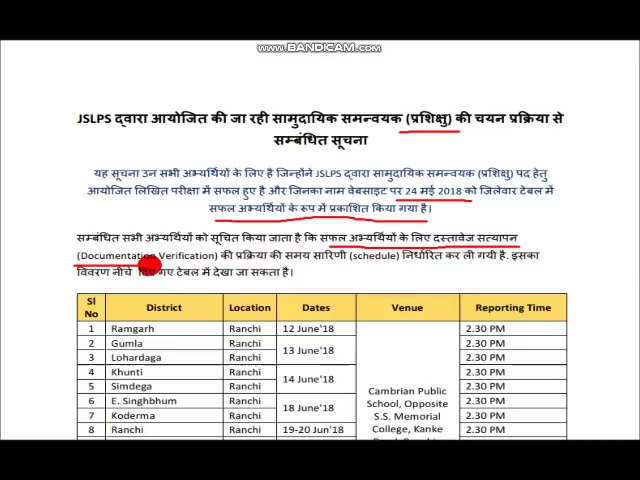 www.BANDICAM.com
JSLPS द्वारा आयोजित की जा रही सामुदायिक समन्वयक (प्रशिक्षु) की चयन प्रक्रिया से
सम्बंधित सूचना
यह सूचना उन सभी अभ्यर्थियों के लिए है जिन्होंने JSLPS द्वारा सामुदायिक समन्वयक (प्रशिक्षु) पद हेतु
आयोजित लिखित परीक्षा में सफल हुए है और जिनका नाम वेबसाइट पर 24 मई 2018 को जिलेवार टेबल में
सफल अभ्यर्थियों के रूप में प्रकाशित किया गया है।
सम्बंधित सभी अभ्यर्थियों को सूचित किया जाता है कि सफल अभ्यर्थियों के लिए दस्तावेज सत्यापन
(Documentation Verification) की प्रक्रिया की समय सारिणी (schedule) निर्धारित कर ली गयी है. इसका
विवरण नीचे दिए गए टेबल में देखा जा सकता है।
Sl No District Location Dates Venue Reporting Time
1 Ramgarh Ranchi 12 June'18 2.30 PM
2 Gumla Ranchi 13 June'18 2.30 PM
3 Lohardaga Ranchi 2.30 PM
4 Khunti Ranchi 14 June'18 2.30 PM
5 Simdega Ranchi 2.30 PM
6 E. Singhbhum Ranchi 18 June'18 2.30 PM
7 Koderma Ranchi 2.30 PM
8 Ranchi Ranchi 19-20 Jun'18 2.30 PM
Cambrian Public
School, Opposite
S.S. Memorial
College, Kanke